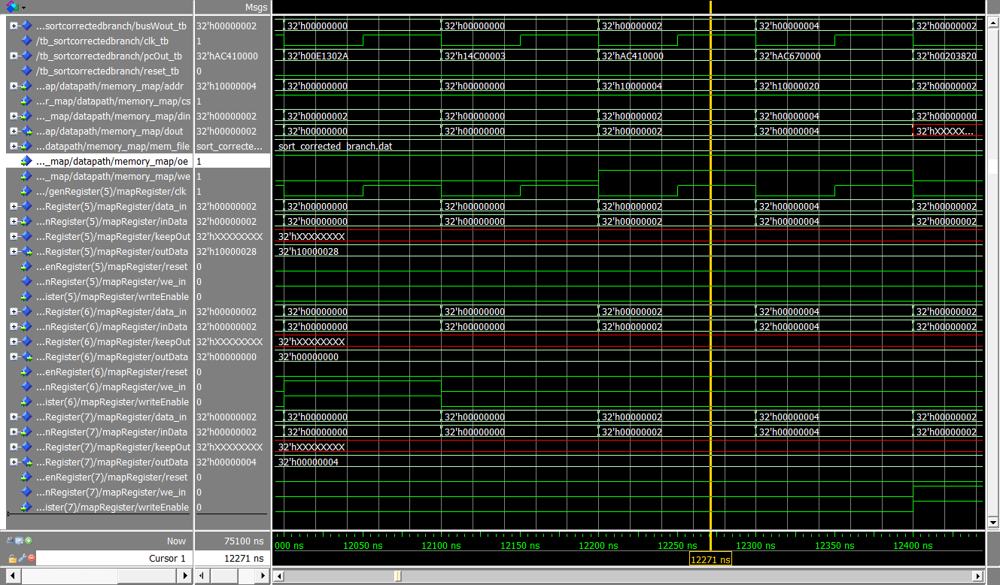 Msgs
...sortcorrectedbranch/busWout_tb 32'h00000002 32'h00000000 32'h00000000 32'h00000002 32'h00000004 32'h00000002
/tb_sortcorrectedbranch/clk_tb 1
/tb_sortcorrectedbranch/pcOut_tb 32'hAC410000 32'h00E1302A 32'h14C00003 32'hAC410000 32'hAC670000 32'h00203820
/tb_sortcorrectedbranch/reset_tb 0
...ap/datapath/memory_map/addr 32'h10000004 32'h00000000 32'h00000000 32'h10000004 32'h10000020 32'h00000002
...r_map/datapath/memory_map/cs 1
..._map/datapath/memory_map/din 32'h00000002 32'h00000002 32'h00000000 32'h00000002 32'h00000004 32'h00000000
...ap/datapath/memory_map/dout 32'h00000002 32'h00000000 32'h00000000 32'h00000002 32'h00000004 32'hXXXXX...
...datapath/memory_map/mem_file sort_correcte... sort_corrected_branch.dat
..._map/datapath/memory_map/oe 1
..._map/datapath/memory_map/we 1
.../genRegister(5)/mapRegister/clk 1
...Register(5)/mapRegister/data_in 32'h00000002 32'h00000000 32'h00000000 32'h00000002 32'h00000004 32'h00000002
...nRegister(5)/mapRegister/inData 32'h00000002 32'h00000000 32'h00000000 32'h00000002 32'h00000004 32'h00000002
...Register(5)/mapRegister/keepOut 32'hXXXXXXXX 32'hXXXXXXXX
...Register(5)/mapRegister/outData 32'h10000028 32'h10000028
...enRegister(5)/mapRegister/reset 0
...nRegister(5)/mapRegister/we_in 0
...ister(5)/mapRegister/writeEnable 0
...Register(6)/mapRegister/data_in 32'h00000002 32'h00000000 32'h00000000 32'h00000002 32'h00000004 32'h00000002
...nRegister(6)/mapRegister/inData 32'h00000002 32'h00000000 32'h00000000 32'h00000002 32'h00000004 32'h00000002
...Register(6)/mapRegister/keepOut 32'hXXXXXXXX 32'hXXXXXXXX
...Register(6)/mapRegister/outData 32'h00000000 32'h00000000
...enRegister(6)/mapRegister/reset 0
...nRegister(6)/mapRegister/we_in 0
...ister(6)/mapRegister/writeEnable 0
...Register(7)/mapRegister/data_in 32'h00000002 32'h00000000 32'h00000000 32'h00000002 32'h00000004 32'h00000002
...nRegister(7)/mapRegister/inData 32'h00000002 32'h00000000 32'h00000000 32'h00000002 32'h00000004 32'h00000002
...Register(7)/mapRegister/keepOut 32'hXXXXXXXX 32'hXXXXXXXX
...Register(7)/mapRegister/outData 32'h00000004 32'h00000004
...enRegister(7)/mapRegister/reset 0
...nRegister(7)/mapRegister/we_in 0
...ister(7)/mapRegister/writeEnable 0
Now 75100 ns 000 ns 12050 ns 12100 ns 12150 ns 12200 ns 12250 ns 12300 ns 12350 ns 12400 ns
Cursor 1 12271 ns 12271 ns